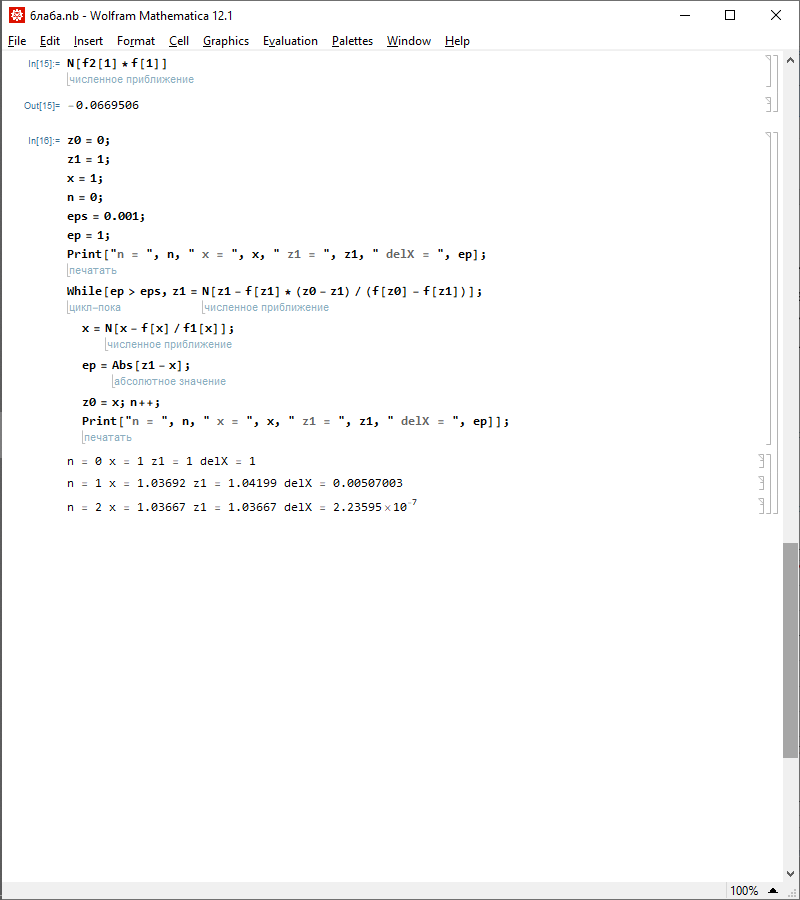 6лаба.nb - Wolfram Mathematica 12.1
File Edit Insert Format Cell Graphics Evaluation Palettes Window Help
In[15]:= N[f2[1] * f[1]]
численное приближение
Out[15]= -0.0669506
In[16]:= z0 = 0;
z1 = 1;
x = 1;
n = 0;
eps = 0.001;
ep = 1;
Print["n = ", n, " x = ", x, " z1 = ", z1, " delX = ", ep];
печатать
While[ep > eps, z1 = N[z1 - f[z1] * (z0 - z1) / (f[z0] - f[z1])];
цикл-пока численное приближение
x = N[x - f[x] / f1[x]];
численное приближение
ep = Abs[z1 - x];
абсолютное значение
z0 = x; n++;
Print["n = ", n, " x = ", x, " z1 = ", z1, " delX = ", ep]];
печатать
n = 0 x = 1 z1 = 1 delX = 1
n = 1 x = 1.03692 z1 = 1.04199 delX = 0.00507003
n = 2 x = 1.03667 z1 = 1.03667 delX = 2.23595×10^-7
100%